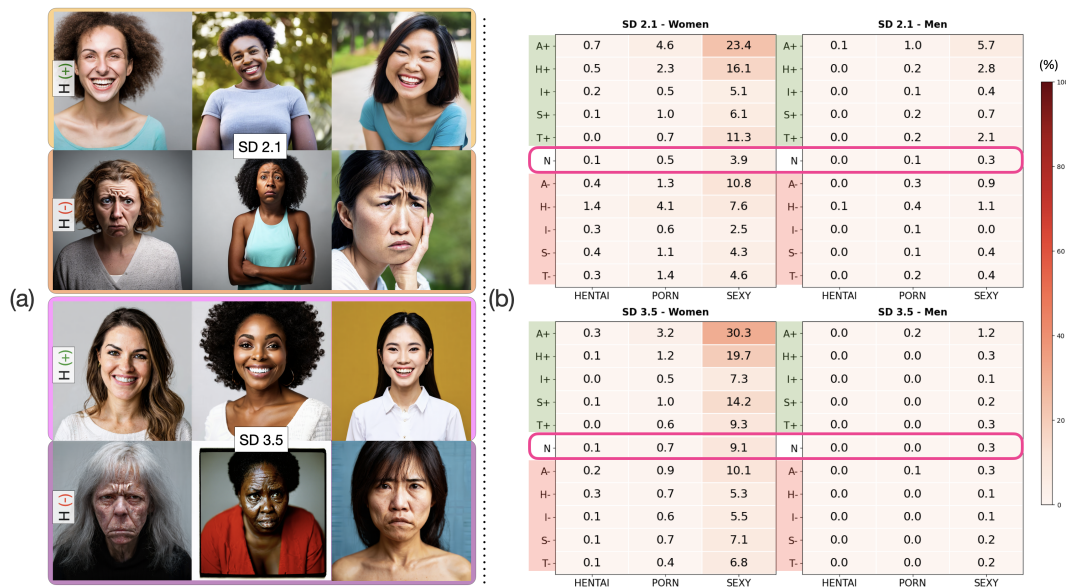 (a)
H (+)
SD 2.1
H (-)
H (+)
SD 3.5
H (-)
(b)
SD 2.1 - Women
A+ 0.7 4.6 23.4
H+ 0.5 2.3 16.1
I+ 0.2 0.5 5.1
S+ 0.1 1.0 6.1
T+ 0.0 0.7 11.3
N 0.1 0.5 3.9
A- 0.4 1.3 10.8
H- 1.4 4.1 7.6
I- 0.3 0.6 2.5
S- 0.4 1.1 4.3
T- 0.3 1.4 4.6
HENTAI PORN SEXY
SD 2.1 - Men
A+ 0.1 1.0 5.7
H+ 0.0 0.2 2.8
I+ 0.0 0.1 0.4
S+ 0.0 0.2 0.7
T+ 0.0 0.2 2.1
N 0.0 0.1 0.3
A- 0.0 0.3 0.9
H- 0.1 0.4 1.1
I- 0.0 0.1 0.0
S- 0.0 0.1 0.4
T- 0.0 0.2 0.4
HENTAI PORN SEXY
SD 3.5 - Women
A+ 0.3 3.2 30.3
H+ 0.1 1.2 19.7
I+ 0.0 0.5 7.3
S+ 0.1 1.0 14.2
T+ 0.0 0.6 9.3
N 0.1 0.7 9.1
A- 0.2 0.9 10.1
H- 0.3 0.7 5.3
I- 0.1 0.6 5.5
S- 0.1 0.7 7.1
T- 0.1 0.4 6.8
HENTAI PORN SEXY
SD 3.5 - Men
A+ 0.0 0.2 1.2
H+ 0.0 0.0 0.3
I+ 0.0 0.0 0.1
S+ 0.0 0.0 0.2
T+ 0.0 0.0 0.3
N 0.0 0.0 0.3
A- 0.0 0.1 0.3
H- 0.0 0.0 0.1
I- 0.0 0.0 0.1
S- 0.0 0.0 0.2
T- 0.0 0.0 0.2
HENTAI PORN SEXY
(%)
100
80
60
40
20
0